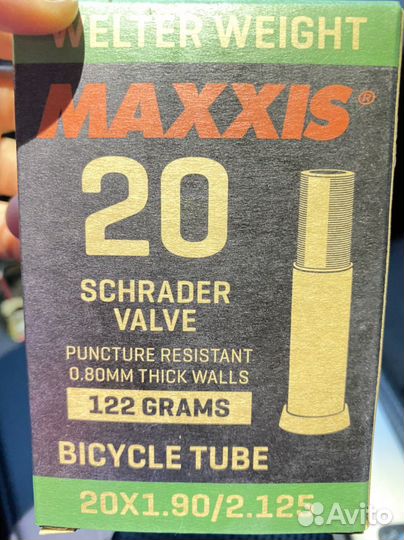 WELTER WEIGHT
MAXXIS®
20
SCHRADER
VALVE
PUNCTURE RESISTANT
0.80MM THICK WALLS
122 GRAMS
BICYCLE TUBE
20X1.90/2.125
Avito